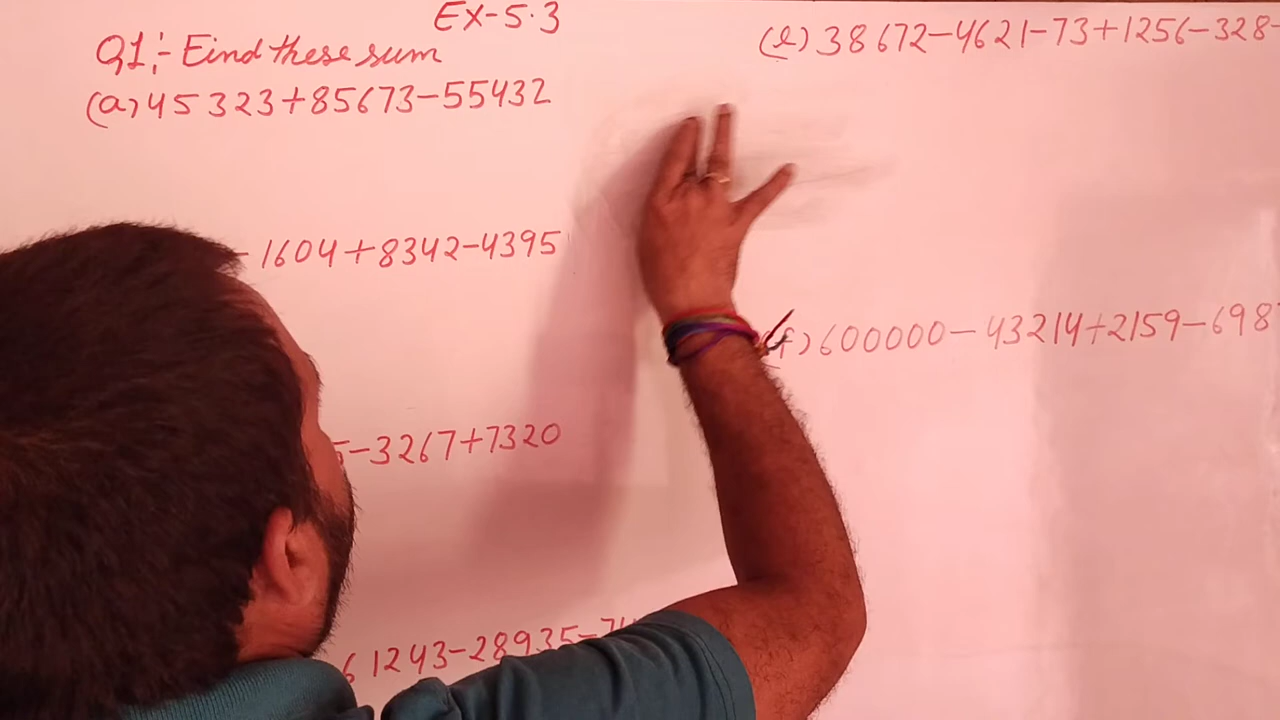 EX-5.3
Q1:- Find these sum
(a) 45323+85673-55432
- 1604+8342-4395
-3267+7320
61243-28935-
(e) 38672-4621-73+1256-328-
(f) 600000-43214+2159-698